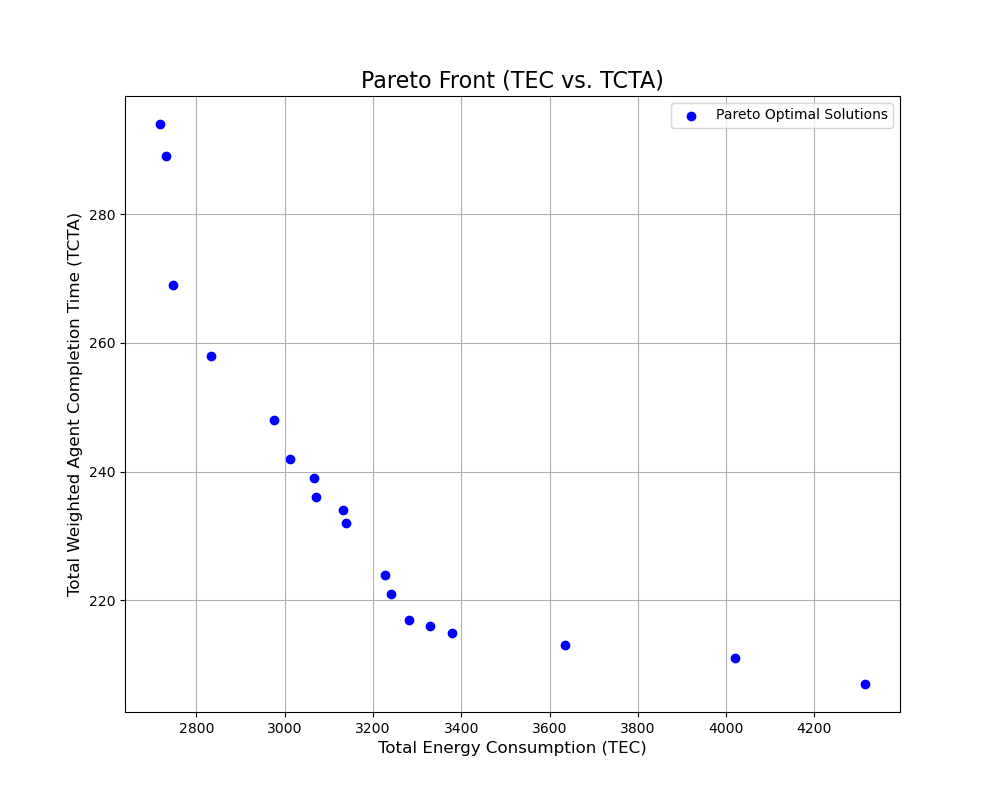 Pareto Front (TEC vs. TCTA)
Pareto Optimal Solutions
Total Weighted Agent Completion Time (TCTA)
280
260
240
220
2800 3000 3200 3400 3600 3800 4000 4200
Total Energy Consumption (TEC)